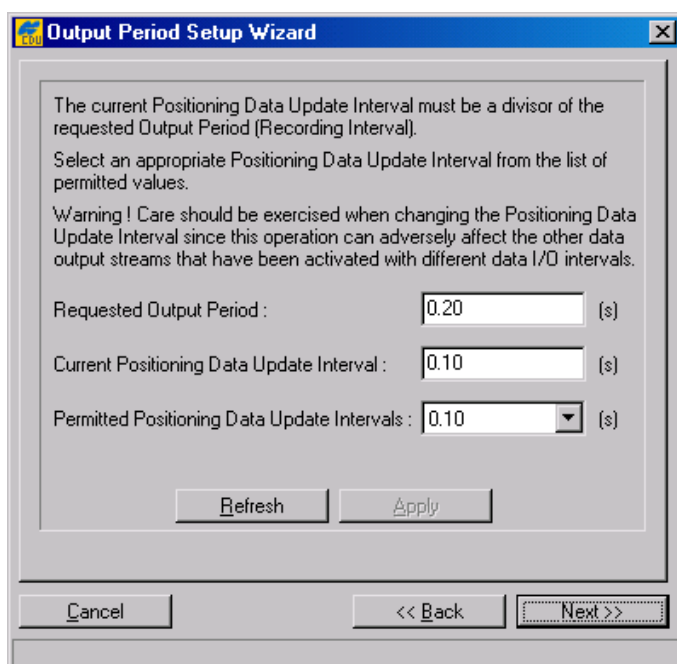 EDU
Output Period Setup Wizard
The current Positioning Data Update Interval must be a divisor of the
requested Output Period (Recording Interval).
Select an appropriate Positioning Data Update Interval from the list of
permitted values.
Warning ! Care should be exercised when changing the Positioning Data
Update Interval since this operation can adversely affect the other data
output streams that have been activated with different data I/O intervals.
Requested Output Period : 0.20 (s)
Current Positioning Data Update Interval : 0.10 (s)
Permitted Positioning Data Update Intervals : 0.10 (s)
Refresh Apply
Cancel << Back Next >>